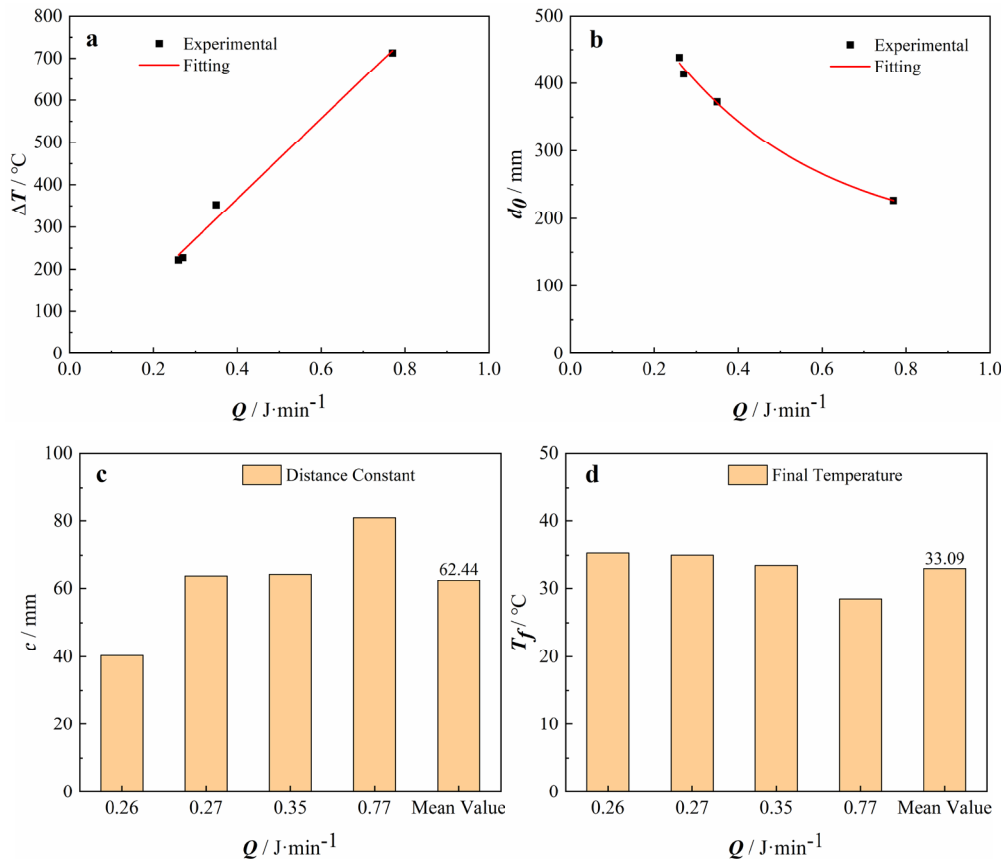 a
Experimental
Fitting
800
700
600
500
400
300
200
100
0
ΔT / °C
0.0 0.2 0.4 0.6 0.8 1.0
Q / J·min-1
b
Experimental
Fitting
500
400
300
200
100
0
d0 / mm
0.0 0.2 0.4 0.6 0.8 1.0
Q / J·min-1
c
Distance Constant
100
80
60
40
20
0
c / mm
62.44
0.26 0.27 0.35 0.77 Mean Value
Q / J·min-1
d
Final Temperature
50
40
30
20
10
0
Tf / °C
33.09
0.26 0.27 0.35 0.77 Mean Value
Q / J·min-1